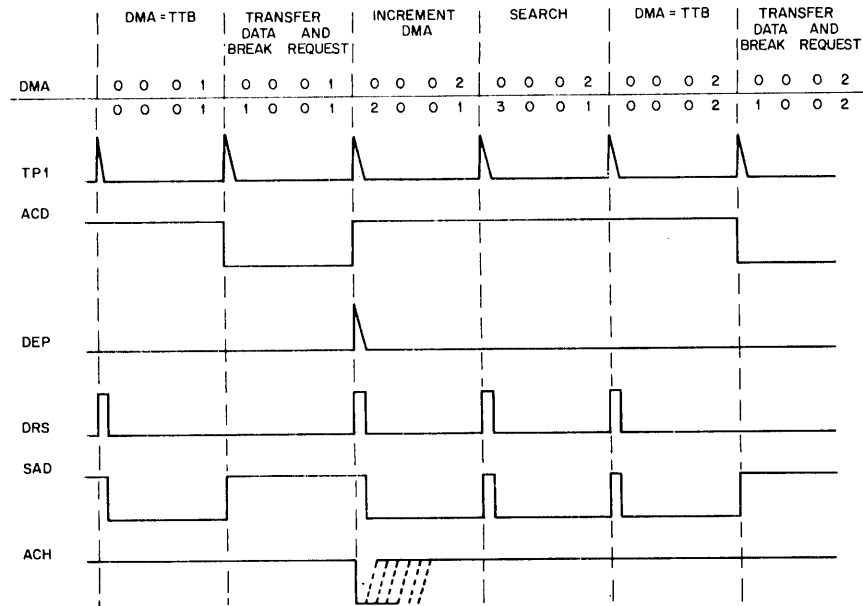 DMA = TTB
TRANSFER
DATA AND
BREAK REQUEST
INCREMENT
DMA
SEARCH
DMA = TTB
TRANSFER
DATA AND
BREAK REQUEST
DMA 0 0 0 1 0 0 0 1 0 0 0 2 0 0 0 2 0 0 0 2 0 0 0 2
0 0 0 1 1 0 0 1 2 0 0 1 3 0 0 1 0 0 0 2 1 0 0 2
TP1
ACD
DEP
DRS
SAD
ACH